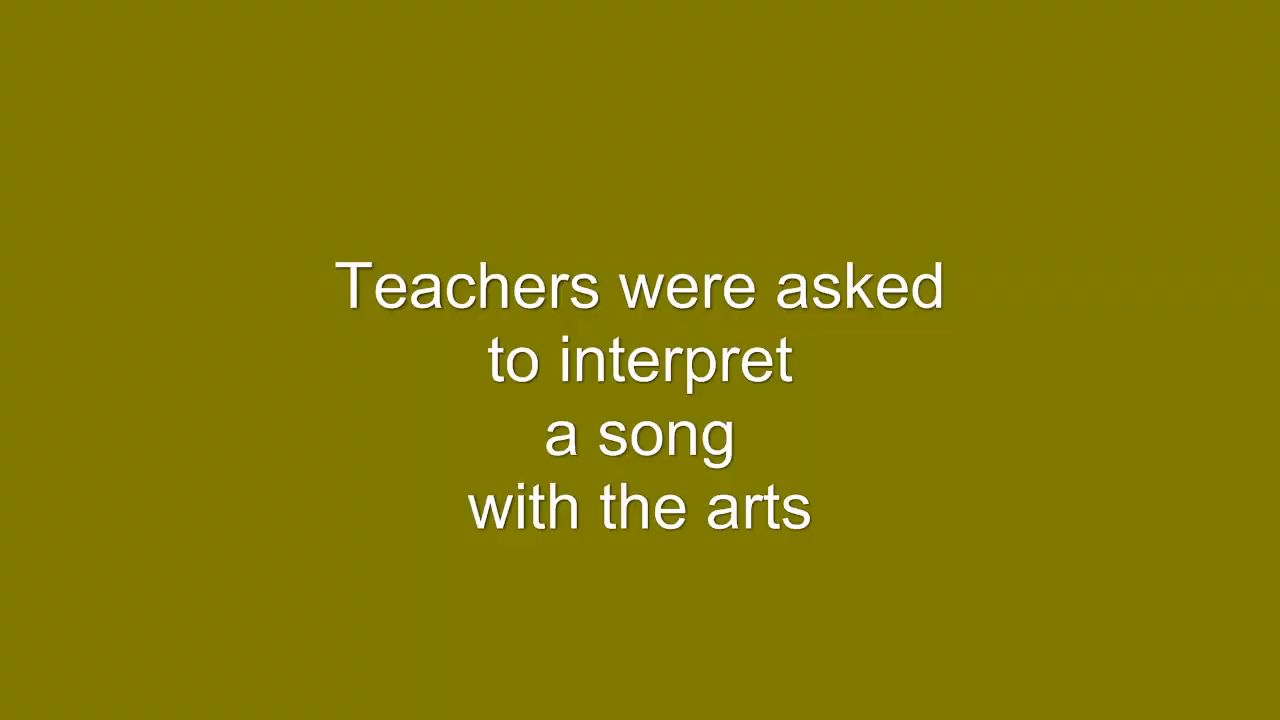 Teachers were asked
to interpret
a song
with the arts